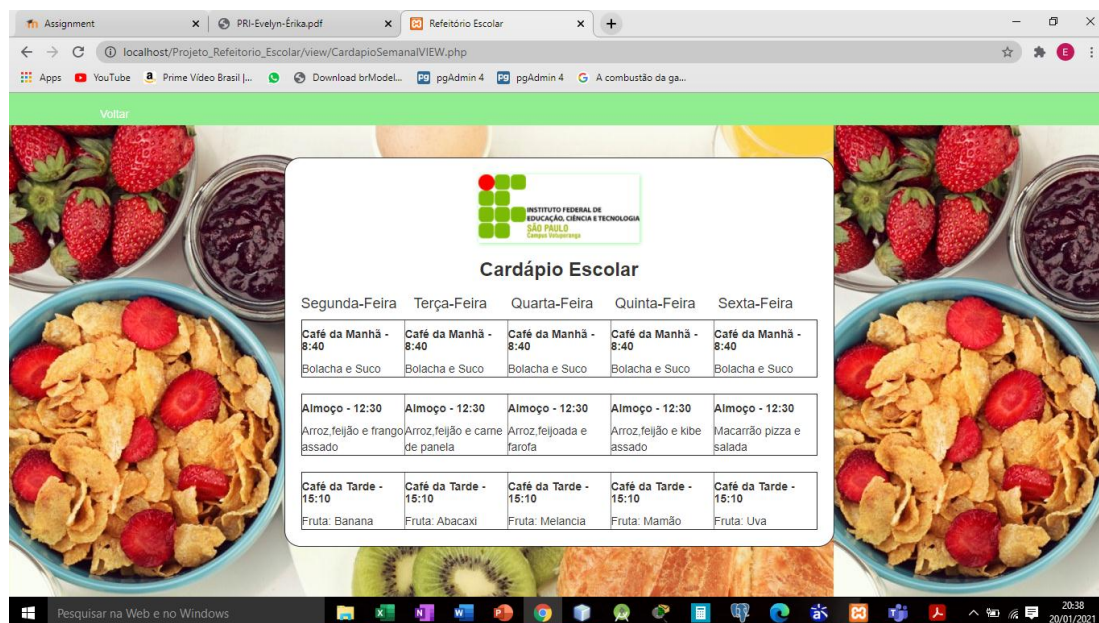 Assignment
PRI-Evelyn-Érika.pdf
Refeitório Escolar
localhost/Projeto_Refeitorio_Escolar/view/CardapioSemanalVIEW.php
E
Apps
YouTube
Prime Vídeo Brasil |...
Download brModel...
pgAdmin 4
pgAdmin 4
A combustão da ga...
Voltar
INSTITUTO FEDERAL DE
EDUCAÇÃO, CIÊNCIA E TECNOLOGIA
SÃO PAULO
Campus Votuporanga
Cardápio Escolar
Segunda-Feira Terça-Feira Quarta-Feira Quinta-Feira Sexta-Feira
Café da Manhã - Café da Manhã - Café da Manhã - Café da Manhã - Café da Manhã -
8:40 8:40 8:40 8:40 8:40
Bolacha e Suco Bolacha e Suco Bolacha e Suco Bolacha e Suco Bolacha e Suco
Almoço - 12:30 Almoço - 12:30 Almoço - 12:30 Almoço - 12:30 Almoço - 12:30
Arroz,feijão e frango Arroz,feijão e carne Arroz,feijoada e Arroz,feijão e kibe Macarrão pizza e
assado de panela farofa assado salada
Café da Tarde - Café da Tarde - Café da Tarde - Café da Tarde - Café da Tarde -
15:10 15:10 15:10 15:10 15:10
Fruta: Banana Fruta: Abacaxi Fruta: Melancia Fruta: Mamão Fruta: Uva
Pesquisar na Web e no Windows
20:38
20/01/2021